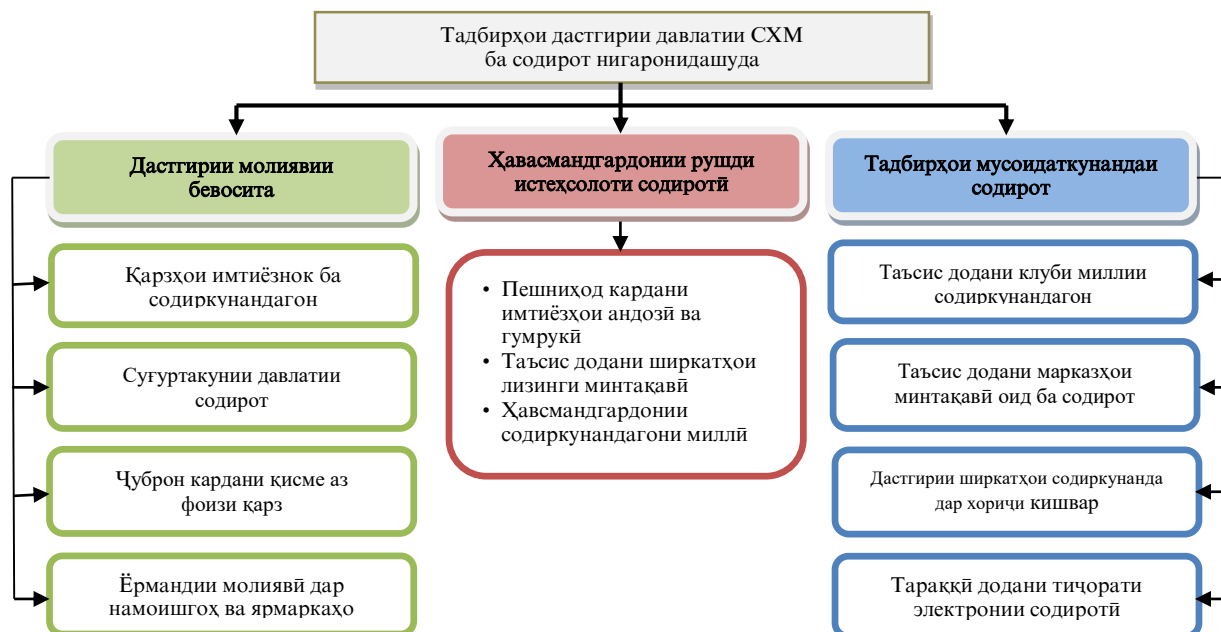 Тадбирҳои дастгирии давлатии СХМ
ба содирот нигаронидашуда
Дастгирии молиявии
бевосита
Қарзҳои имтиёзнок ба
содиркунандагон
Суғуртакунии давлатии
содирот
Ҷуброн кардани қисме аз
фоизи қарз
Ёрмандии молиявӣ дар
намоишгоҳ ва ярмаркаҳо
Ҳавасмандгардонии рушди
истеҳсолоти содиротӣ
• Пешниҳод кардани
имтиёзҳои андозӣ ва
гумрукӣ
• Таъсис додани ширкатҳои
лизинги минтақавӣ
• Ҳавсмандгардонии
содиркунандагони миллӣ
Тадбирҳои мусоидаткунандаи
содирот
Таъсис додани клуби миллии
содиркунандагон
Таъсис додани марказҳои
минтақавӣ оид ба содирот
Дастгирии ширкатҳои содиркунанда
дар хориҷи кишвар
Тараққӣ додани тиҷорати
электронии содиротӣ